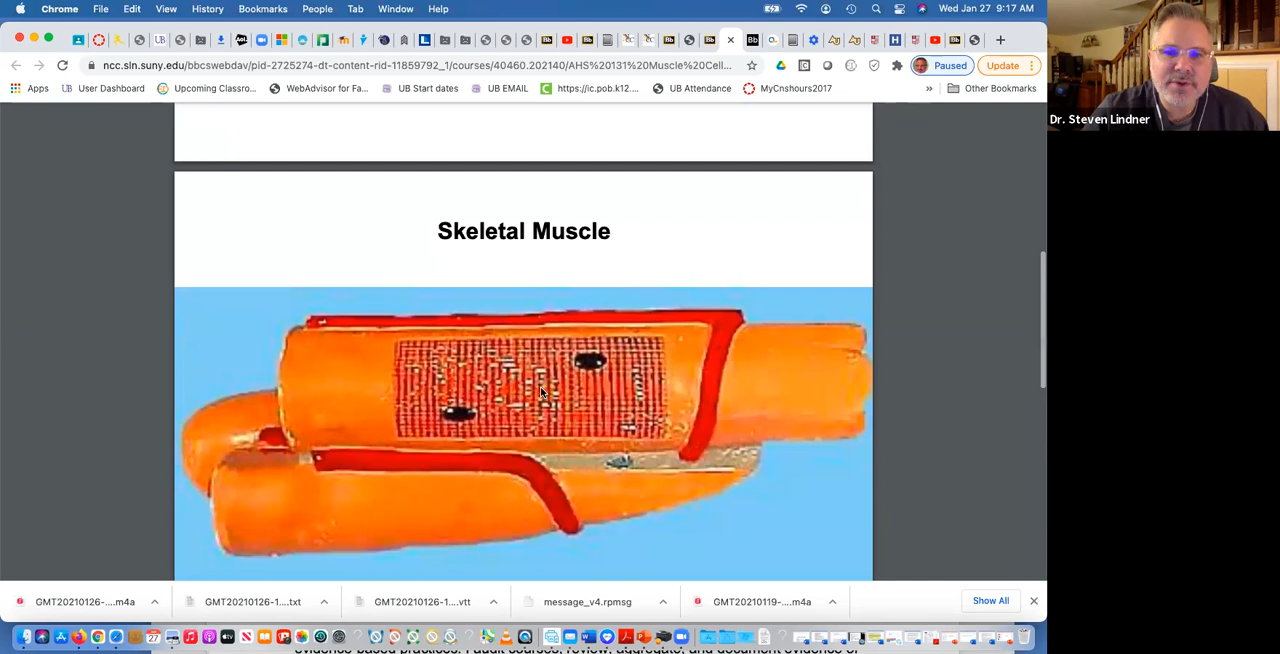 Chrome File Edit View History Bookmarks People Tab Window Help Wed Jan 27 9:17 AM
ncc.sln.suny.edu/bbcswebdav/pid-2725274-dt-content-rid-11859792_1/courses/40460.202140/AHS%20131%20Muscle%20Cell... Paused Update
Apps User Dashboard Upcoming Classro... WebAdvisor for Fa... UB Start dates UB EMAIL https://ic.pob.k12.... UB Attendance MyCnshours2017 » Other Bookmarks
Dr. Steven Lindner
Skeletal Muscle
GMT20210126-....m4a GMT20210126-1....txt GMT20210126-1....vtt message_v4.rpmsg GMT20210119-....m4a Show All